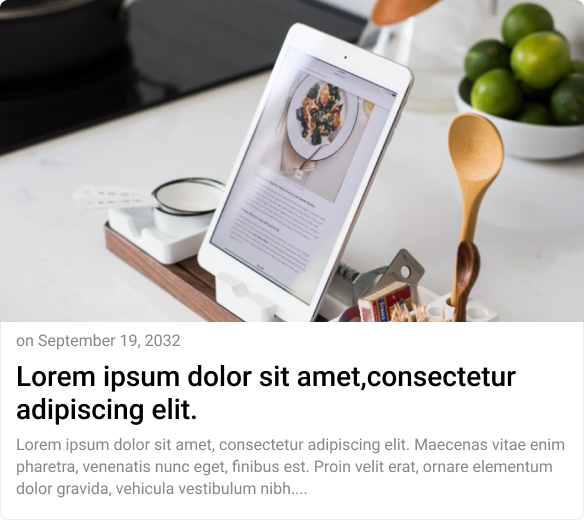 on September 19, 2032
Lorem ipsum dolor sit amet,consectetur
adipiscing elit.
Lorem ipsum dolor sit amet, consectetur adipiscing elit. Maecenas vitae enim
pharetra, venenatis nunc eget, finibus est. Proin velit erat, ornare elementum
dolor gravida, vehicula vestibulum nibh....